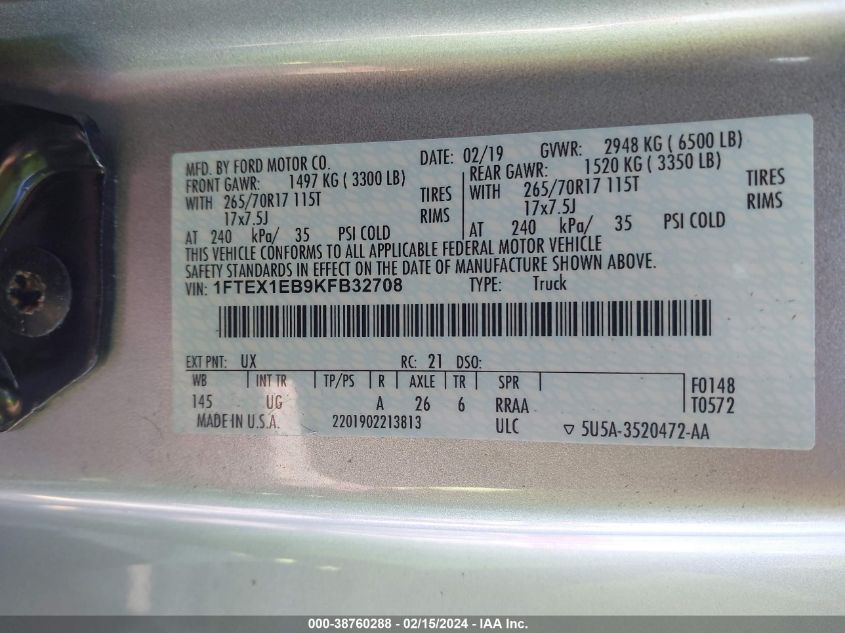 MFD. BY FORD MOTOR CO. DATE: 02/19 GVWR: 2948 KG ( 6500 LB)
FRONT GAWR: 1497 KG ( 3300 LB) REAR GAWR: 1520 KG ( 3350 LB)
WITH 265/70R17 115T TIRES WITH 265/70R17 115T TIRES
17x7.5J RIMS 17x7.5J RIMS
AT 240 kPa/ 35 PSI COLD AT 240 kPa/ 35 PSI COLD
THIS VEHICLE CONFORMS TO ALL APPLICABLE FEDERAL MOTOR VEHICLE
SAFETY STANDARDS IN EFFECT ON THE DATE OF MANUFACTURE SHOWN ABOVE.
VIN: 1FTEX1EB9KFB32708 TYPE: Truck
EXT PNT: UX RC: 21 DSO:
WB INT TR TP/PS R AXLE TR SPR F0148
145 UG A 26 6 RRAA T0572
MADE IN U.S.A. 2201902213813 ULC ▽ 5U5A-3520472-AA
000-38760288 - 02/15/2024 - IAA Inc.